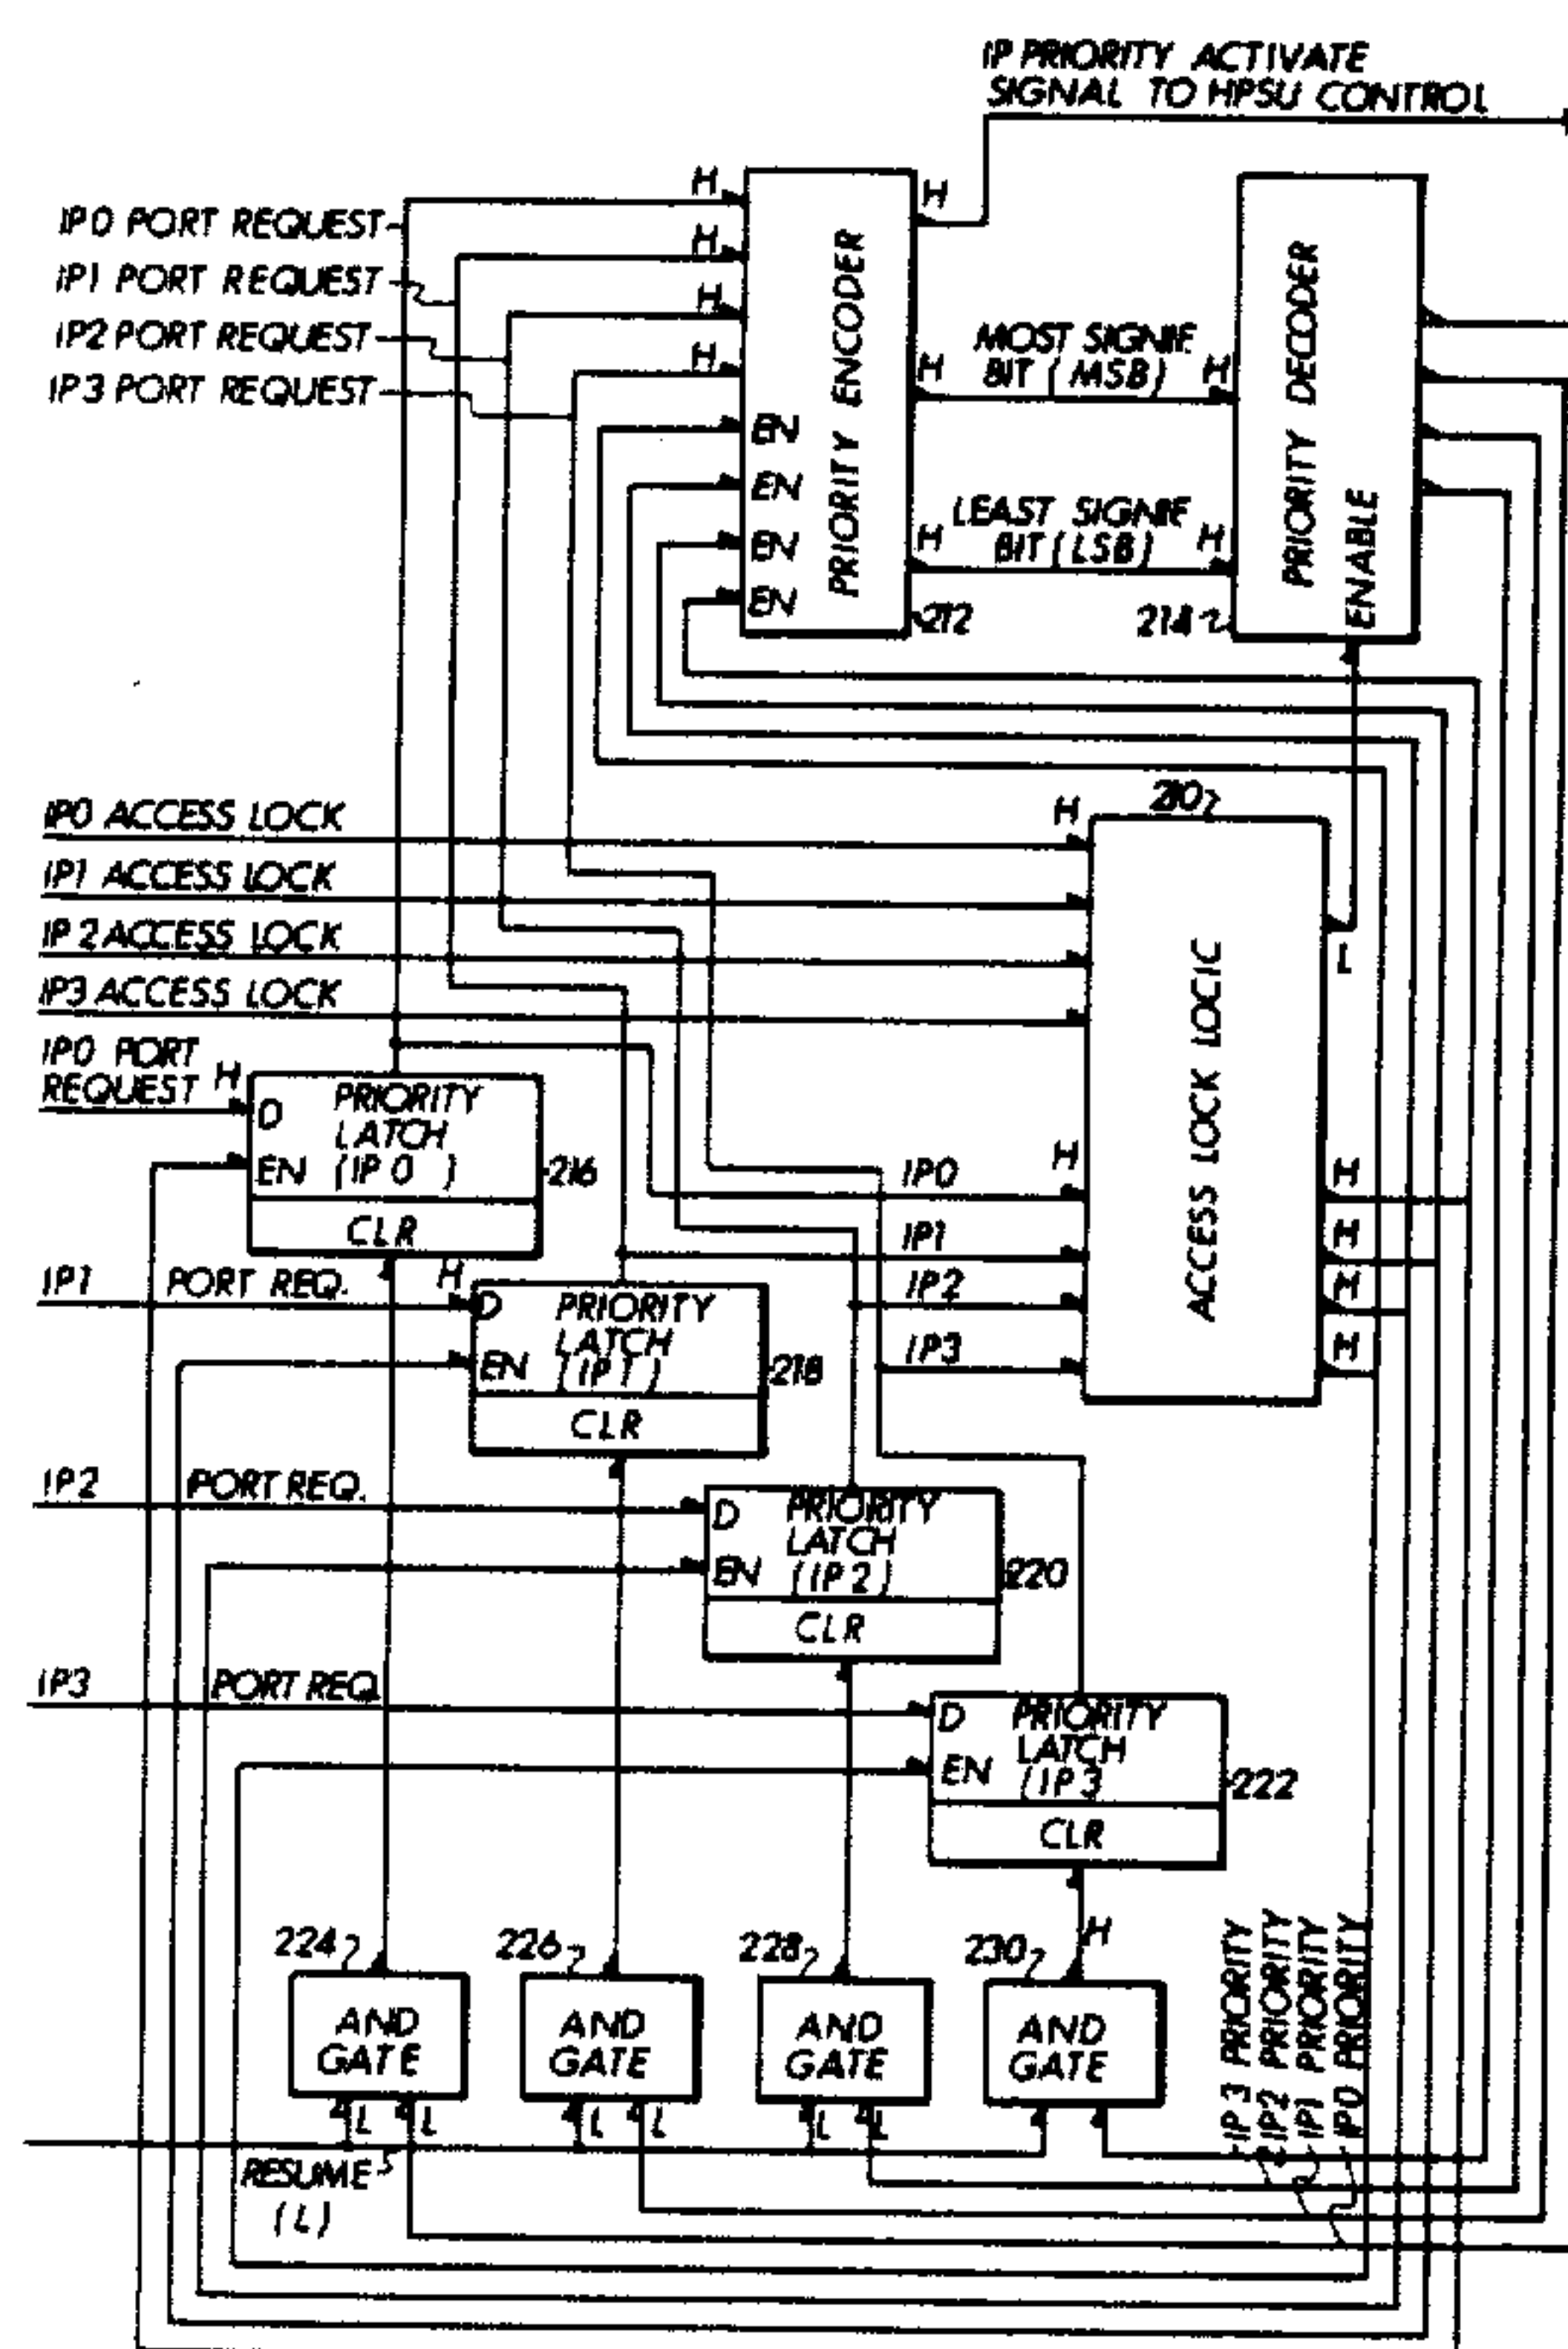 IP PRIORITY ACTIVATE
SIGNAL TO HPSU CONTROL
H
H
IP0 PORT REQUEST
H
IP1 PORT REQUEST
H
IP2 PORT REQUEST
H
IP3 PORT REQUEST
EN
EN
EN
EN
PRIORITY ENCODER
H
MOST SIGNIF
BIT (MSB)
H
H
LEAST SIGNIF
BIT (LSB)
H
PRIORITY DECODER
ENABLE
212
214
210
IP0 ACCESS LOCK
H
IP1 ACCESS LOCK
IP2 ACCESS LOCK
IP3 ACCESS LOCK
ACCESS LOCK LOCIC
L
IP0 PORT
REQUEST H
D PRIORITY
LATCH
EN (IP0 )
216
CLR
IP0 H
IP1
IP2
IP3
H
H
H
H
IP1 PORT REQ. H
D PRIORITY
LATCH
EN (IP1)
218
CLR
IP2 PORT REQ.
D PRIORITY
LATCH
EN (IP2)
220
CLR
IP3 PORT REQ.
D PRIORITY
LATCH
EN (IP3
222
CLR
224
226
228
230
H
AND
GATE
AND
GATE
AND
GATE
AND
GATE
L L
L L
L L
RESUME
(L)
IP3 PRIORITY
IP2 PRIORITY
IP1 PRIORITY
IP0 PRIORITY